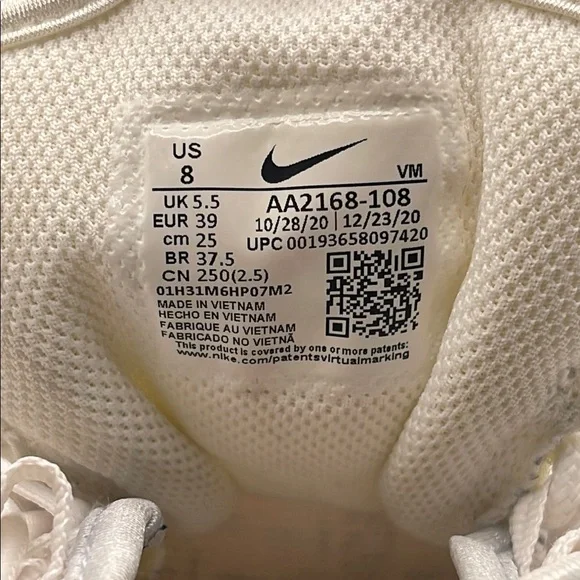 US
8
VM
UK 5.5
EUR 39
cm 25
BR 37.5
CN 250(2.5)
AA2168-108
10/28/20 | 12/23/20
UPC 00193658097420
01H31M6HP07M2
MADE IN VIETNAM
HECHO EN VIETNAM
FABRIQUE AU VIETNAM
FABRICADO NO VIETNÃ
This product is covered by one or more patents:
www.nike.com/patentsvirtualmarking